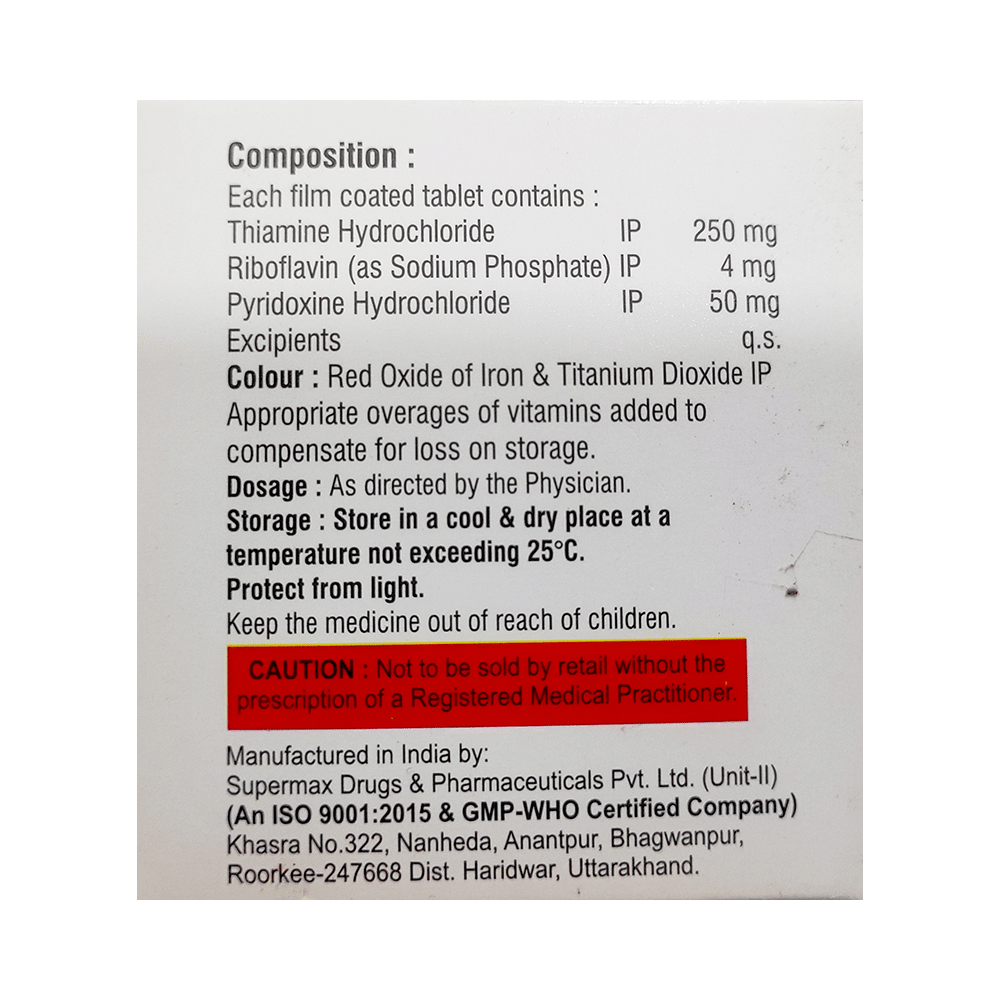 Composition :
Each film coated tablet contains :
Thiamine Hydrochloride IP 250 mg
Riboflavin (as Sodium Phosphate) IP 4 mg
Pyridoxine Hydrochloride IP 50 mg
Excipients q.s.
Colour : Red Oxide of Iron & Titanium Dioxide IP
Appropriate overages of vitamins added to
compensate for loss on storage.
Dosage : As directed by the Physician.
Storage : Store in a cool & dry place at a
temperature not exceeding 25°C.
Protect from light.
Keep the medicine out of reach of children.
CAUTION : Not to be sold by retail without the
prescription of a Registered Medical Practitioner.
Manufactured in India by:
Supermax Drugs & Pharmaceuticals Pvt. Ltd. (Unit-II)
(An ISO 9001:2015 & GMP-WHO Certified Company)
Khasra No.322, Nanheda, Anantpur, Bhagwanpur,
Roorkee-247668 Dist. Haridwar, Uttarakhand.